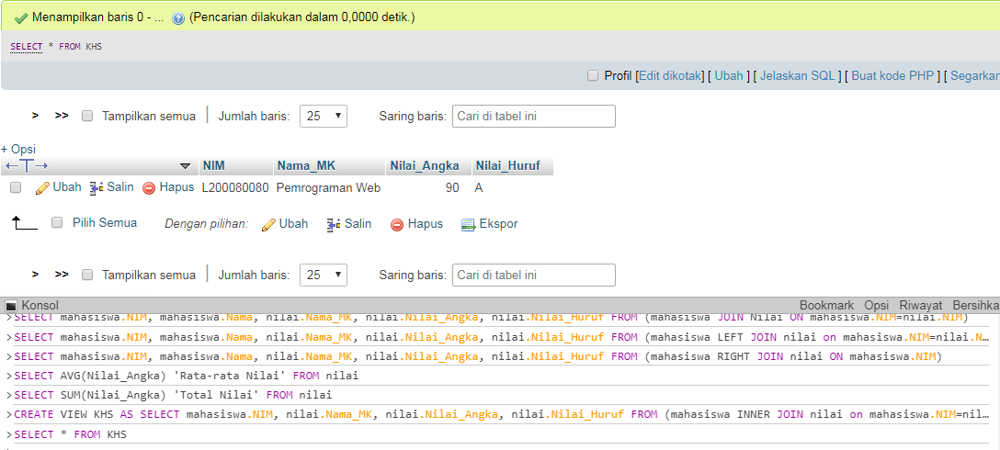 Menampilkan baris 0 - ... (Pencarian dilakukan dalam 0,0000 detik.)
SELECT * FROM KHS
Profil [Edit dikotak] [ Ubah ] [ Jelaskan SQL ] [ Buat kode PHP ] [ Segarkan
> >> Tampilkan semua | Jumlah baris: 25 Saring baris: Cari di tabel ini
+ Opsi
←T→ NIM Nama_MK Nilai_Angka Nilai_Huruf
Ubah Salin Hapus L200080080 Pemrograman Web 90 A
Pilih Semua Dengan pilihan: Ubah Salin Hapus Ekspor
> >> Tampilkan semua | Jumlah baris: 25 Saring baris: Cari di tabel ini
Konsol Bookmark Opsi Riwayat Bersihka
>SELECT mahasiswa.NIM, mahasiswa.Nama, nilai.Nama_MK, nilai.Nilai_Angka, nilai.Nilai_Huruf FROM (mahasiswa JOIN Nilai ON mahasiswa.NIM=nilai.NIM)
>SELECT mahasiswa.NIM, mahasiswa.Nama, nilai.Nama_MK, nilai.Nilai_Angka, nilai.Nilai_Huruf FROM (mahasiswa LEFT JOIN nilai on mahasiswa.NIM=nilai.N...
>SELECT mahasiswa.NIM, mahasiswa.Nama, nilai.Nama_MK, nilai.Nilai_Angka, nilai.Nilai_Huruf FROM (mahasiswa RIGHT JOIN nilai ON mahasiswa.NIM)
>SELECT AVG(Nilai_Angka) 'Rata-rata Nilai' FROM nilai
>SELECT SUM(Nilai_Angka) 'Total Nilai' FROM nilai
>CREATE VIEW KHS AS SELECT mahasiswa.NIM, nilai.Nama_MK, nilai.Nilai_Angka, nilai.Nilai_Huruf FROM (mahasiswa INNER JOIN nilai on mahasiswa.NIM=nil...
>SELECT * FROM KHS